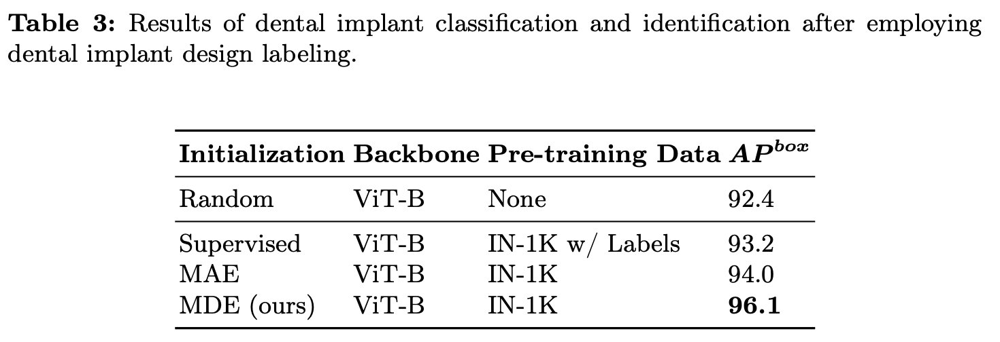 Table 3: Results of dental implant classification and identification after employing
dental implant design labeling.
Initialization Backbone Pre-training Data AP^box
Random ViT-B None 92.4
Supervised ViT-B IN-1K w/ Labels 93.2
MAE ViT-B IN-1K 94.0
MDE (ours) ViT-B IN-1K 96.1